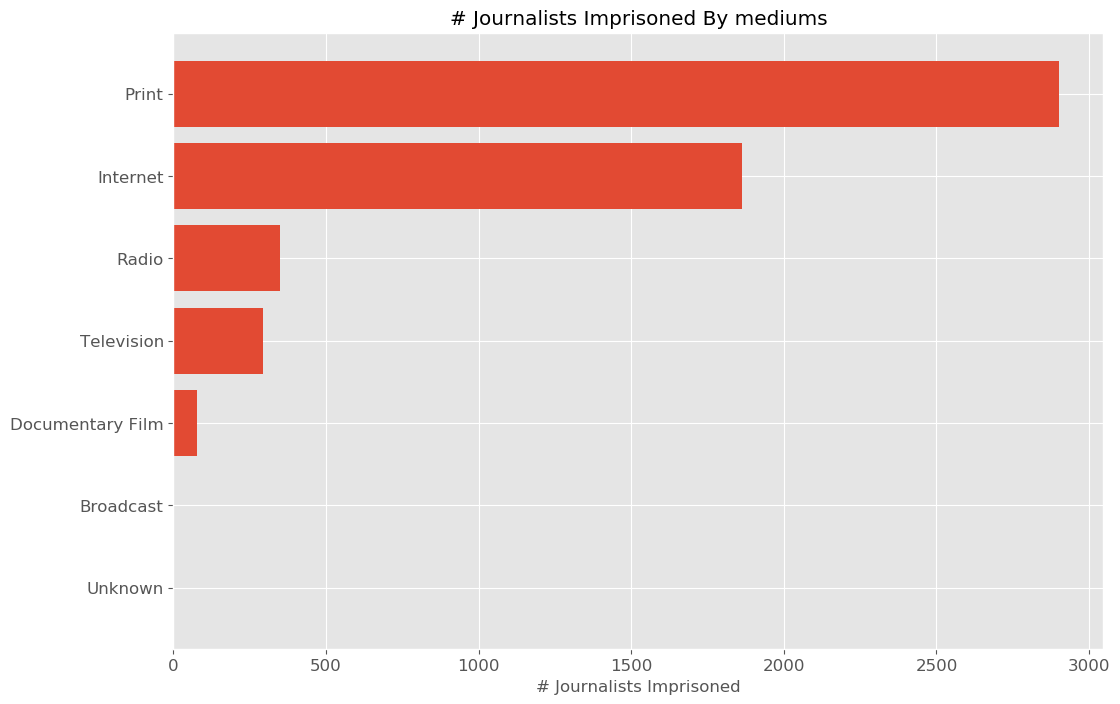 # Journalists Imprisoned By mediums
Print
Internet
Radio
Television
Documentary Film
Broadcast
Unknown
0 500 1000 1500 2000 2500 3000
# Journalists Imprisoned